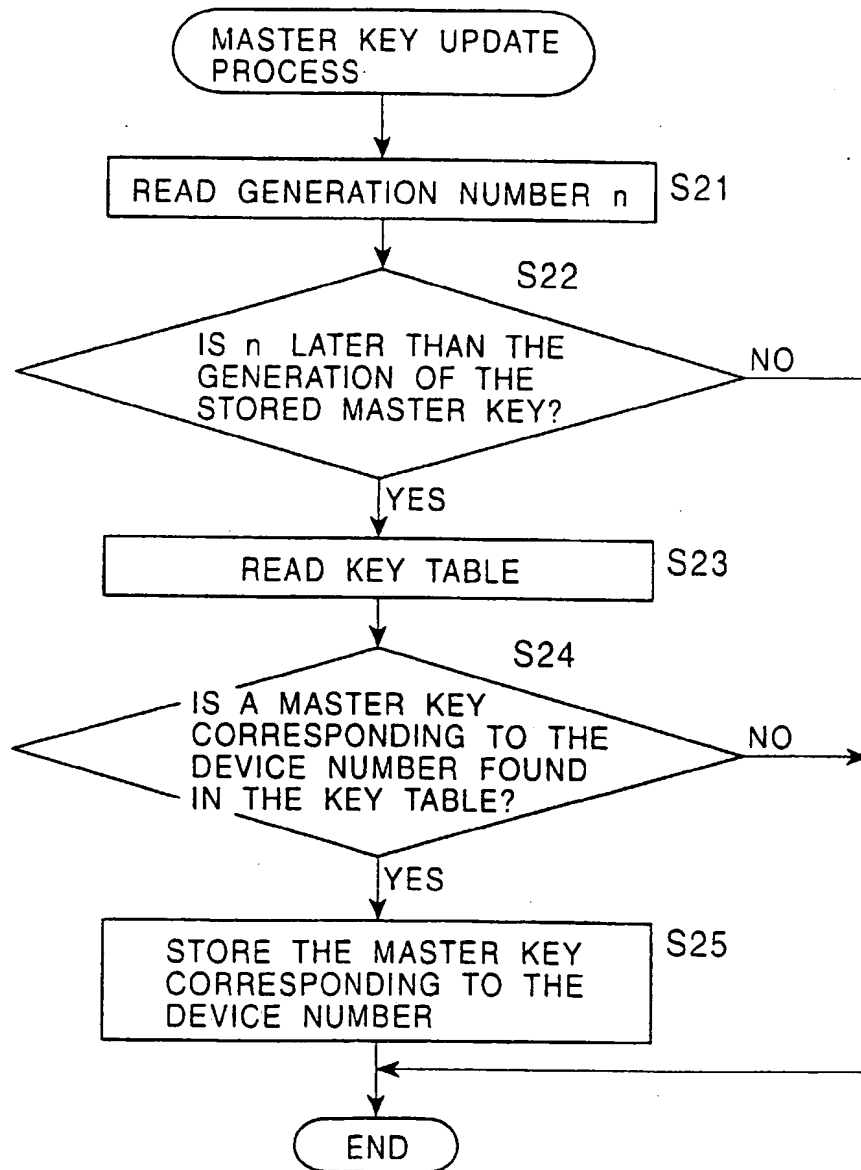 MASTER KEY UPDATE
PROCESS
READ GENERATION NUMBER n
S21
S22
IS n LATER THAN THE
GENERATION OF THE
STORED MASTER KEY?
NO
YES
READ KEY TABLE
S23
S24
IS A MASTER KEY
CORRESPONDING TO THE
DEVICE NUMBER FOUND
IN THE KEY TABLE?
NO
YES
STORE THE MASTER KEY
CORRESPONDING TO THE
DEVICE NUMBER
S25
END